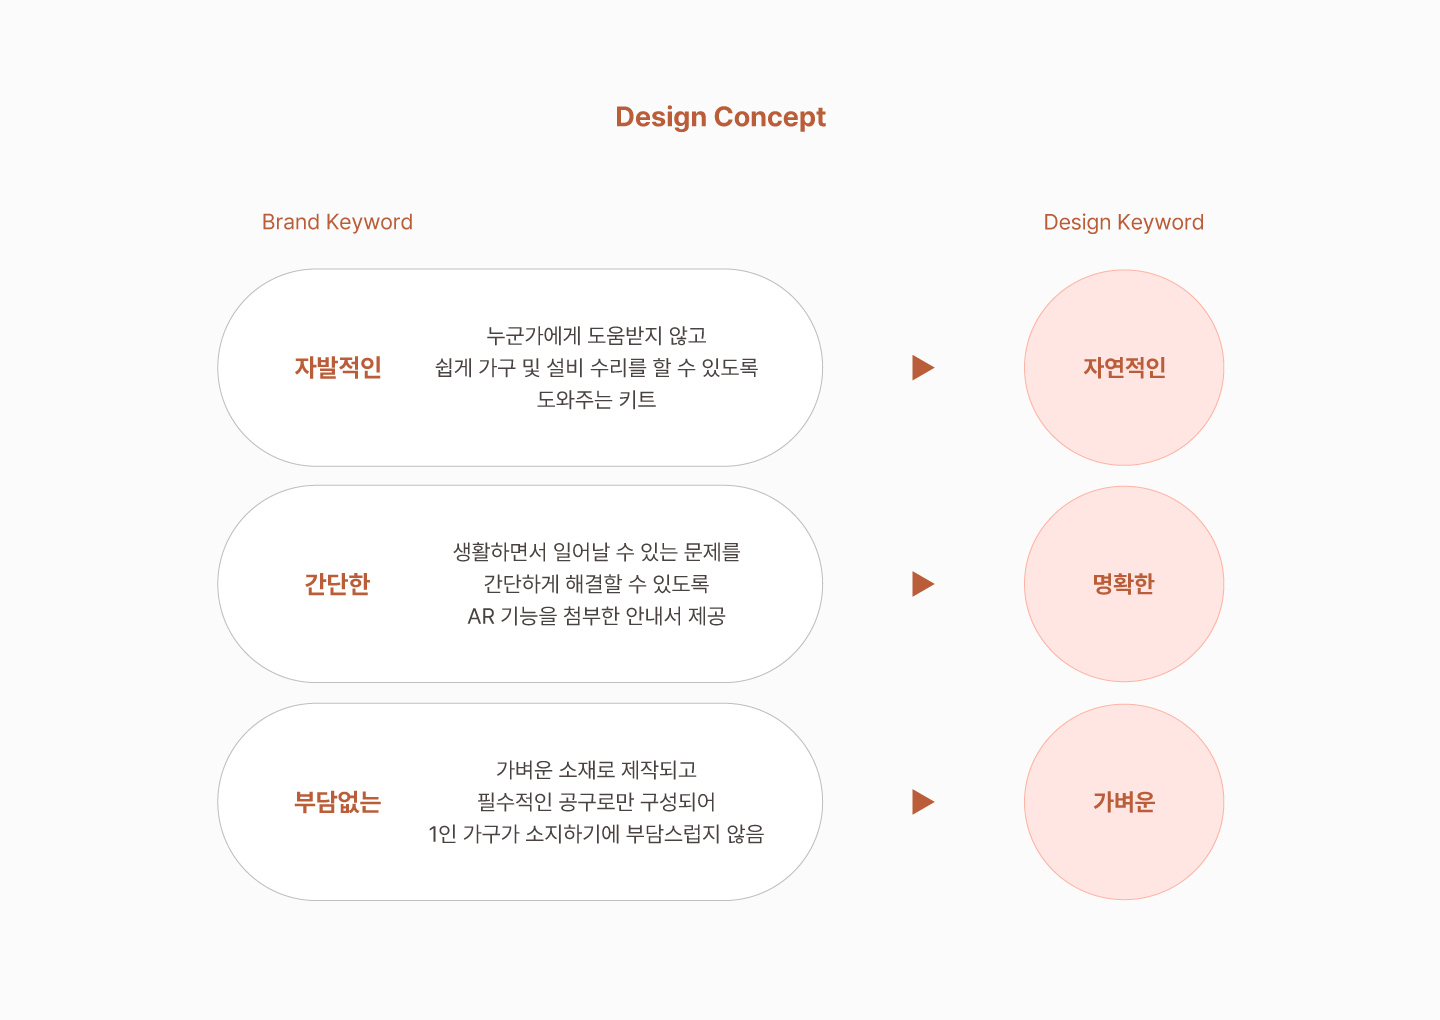 Design Concept
Brand Keyword
Design Keyword
자발적인
누군가에게 도움받지 않고
쉽게 가구 및 설비 수리를 할 수 있도록
도와주는 키트
자연적인
간단한
생활하면서 일어날 수 있는 문제를
간단하게 해결할 수 있도록
AR 기능을 첨부한 안내서 제공
명확한
부담없는
가벼운 소재로 제작되고
필수적인 공구로만 구성되어
1인 가구가 소지하기에 부담스럽지 않음
가벼운